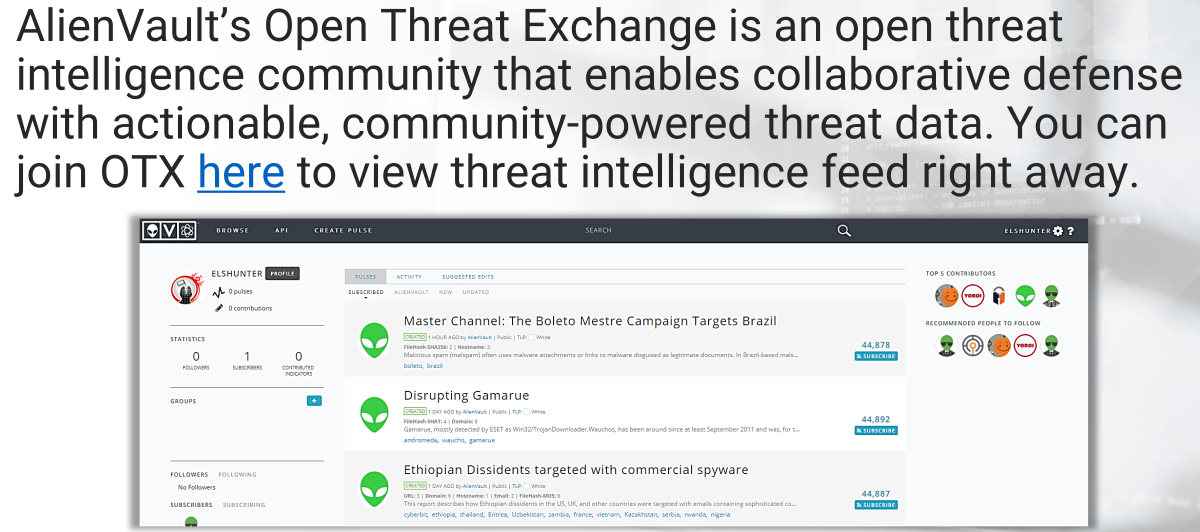 AlienVault’s Open Threat Exchange is an open threat
intelligence community that enables collaborative defense
with actionable, community-powered threat data. You can
join OTX here to view threat intelligence feed right away.
V
BROWSE API CREATE PULSE SEARCH ELSHUNTER ?
ELSHUNTER PROFILE
0 pulses
0 contributions
STATISTICS
0 1 0
FOLLOWERS SUBSCRIBERS CONTRIBUTED
INDICATORS
GROUPS +
FOLLOWERS FOLLOWING
No Followers
SUBSCRIBERS SUBSCRIBING
PULSES ACTIVITY SUGGESTED EDITS
SUBSCRIBED ALIENVAULT NEW UPDATED
Master Channel: The Boleto Mestre Campaign Targets Brazil
CREATED 1 HOUR AGO by AlienVault | Public | TLP: White
FileHash-SHA256: 2 | Hostname: 3
Malicious spam (malspam) often uses malware attachments or links to malware disguised as legitimate documents. In Brazil-based mals...
boleto, brazil
44,878
SUBSCRIBE
Disrupting Gamarue
CREATED 1 DAY AGO by AlienVault | Public | TLP: White
FileHash-SHA1: 4 | Domain: 5
Gamarue, mostly detected by ESET as Win32/TrojanDownloader.Wauchos, has been around since at least September 2011 and was, for t...
andromeda, waucho, gamarue
44,892
SUBSCRIBE
Ethiopian Dissidents targeted with commercial spyware
CREATED 1 DAY AGO by AlienVault | Public | TLP: White
URL: 3 | Domain: 6 | Hostname: 1 | Email: 2 | FileHash-MD5: 6
This report describes how Ethiopian dissidents in the US, UK, and other countries were targeted with emails containing sophisticated co...
cyberbit, ethiopia, thailand, Eritrea, Uzbekistan, zambia, france, vietnam, Kazakhstan, serbia, rwanda, nigeria
44,887
SUBSCRIBE
TOP 5 CONTRIBUTORS
YOROI
RECOMMENDED PEOPLE TO FOLLOW
YOROI